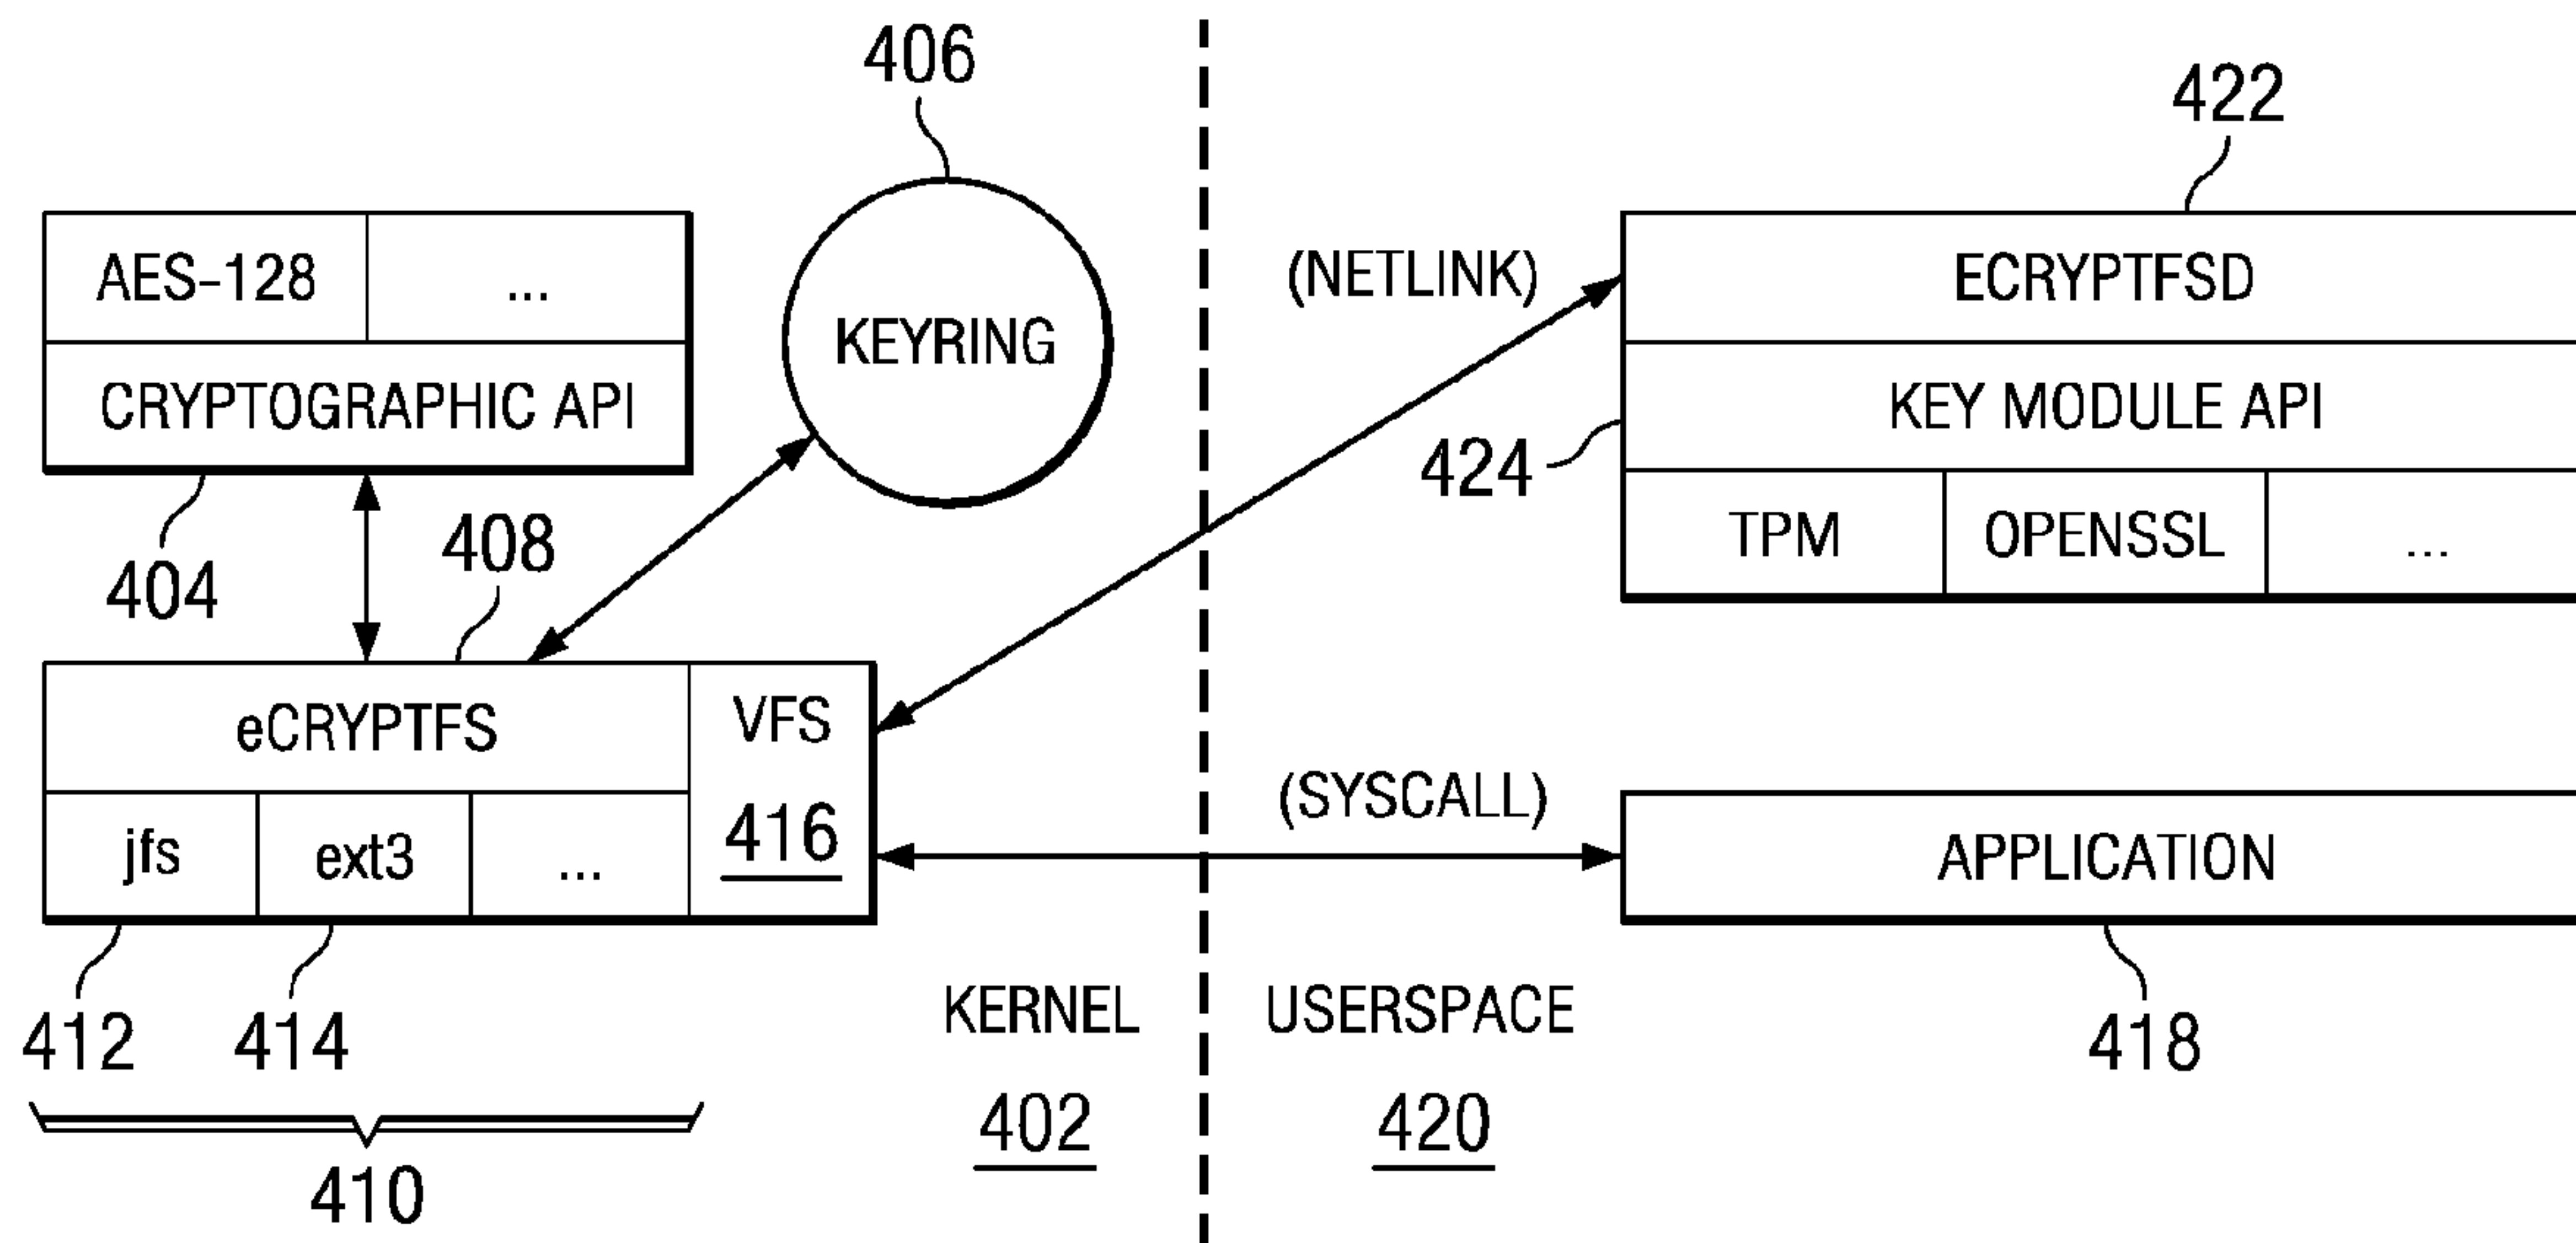 406
422
AES-128
...
(NETLINK)
ECRYPTFSD
KEYRING
CRYPTOGRAPHIC API
KEY MODULE API
424
404
408
TPM
OPENSSL
...
eCRYPTFS
VFS
416
(SYSCALL)
jfs
ext3
...
APPLICATION
412
414
KERNEL
USERSPACE
418
402
420
410